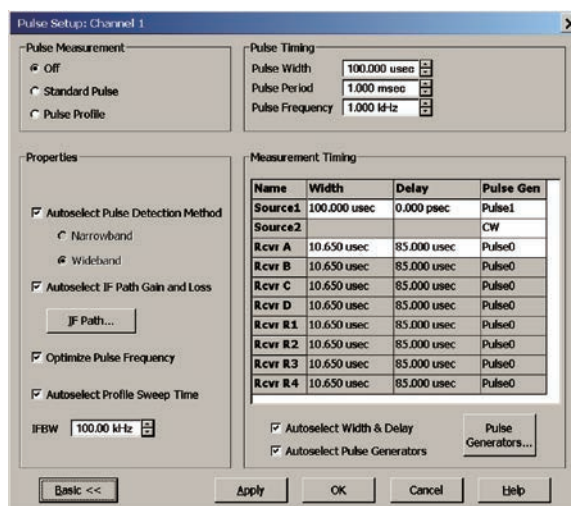 Pulse Setup: Channel 1
Pulse Measurement
Off
Standard Pulse
Pulse Profile
Pulse Timing
Pulse Width 100.000 usec
Pulse Period 1.000 msec
Pulse Frequency 1.000 kHz
Properties
Autoselect Pulse Detection Method
Narrowband
Wideband
Autoselect IF Path Gain and Loss
IF Path...
Optimize Pulse Frequency
Autoselect Profile Sweep Time
IFBW 100.00 kHz
Measurement Timing
Name Width Delay Pulse Gen
Source1 100.000 usec 0.000 psec Pulse1
Source2 CW
Rcvr A 10.650 usec 85.000 usec Pulse0
Rcvr B 10.650 usec 85.000 usec Pulse0
Rcvr C 10.650 usec 85.000 usec Pulse0
Rcvr D 10.650 usec 85.000 usec Pulse0
Rcvr R1 10.650 usec 85.000 usec Pulse0
Rcvr R2 10.650 usec 85.000 usec Pulse0
Rcvr R3 10.650 usec 85.000 usec Pulse0
Rcvr R4 10.650 usec 85.000 usec Pulse0
Autoselect Width & Delay
Autoselect Pulse Generators
Pulse
Generators...
Basic << Apply OK Cancel Help